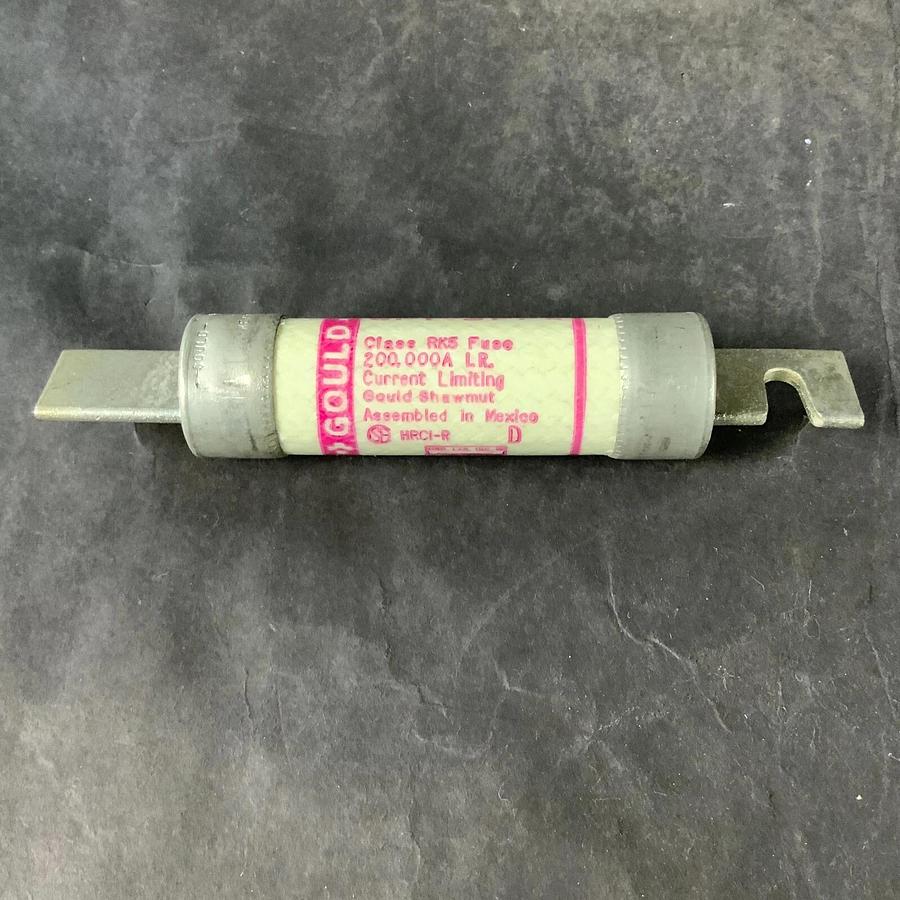 GOULD
Class RK5 Fuse
200,000A I.R.
Current Limiting
Gould Shawmut
Assembled in Mexico
HRCI-R D